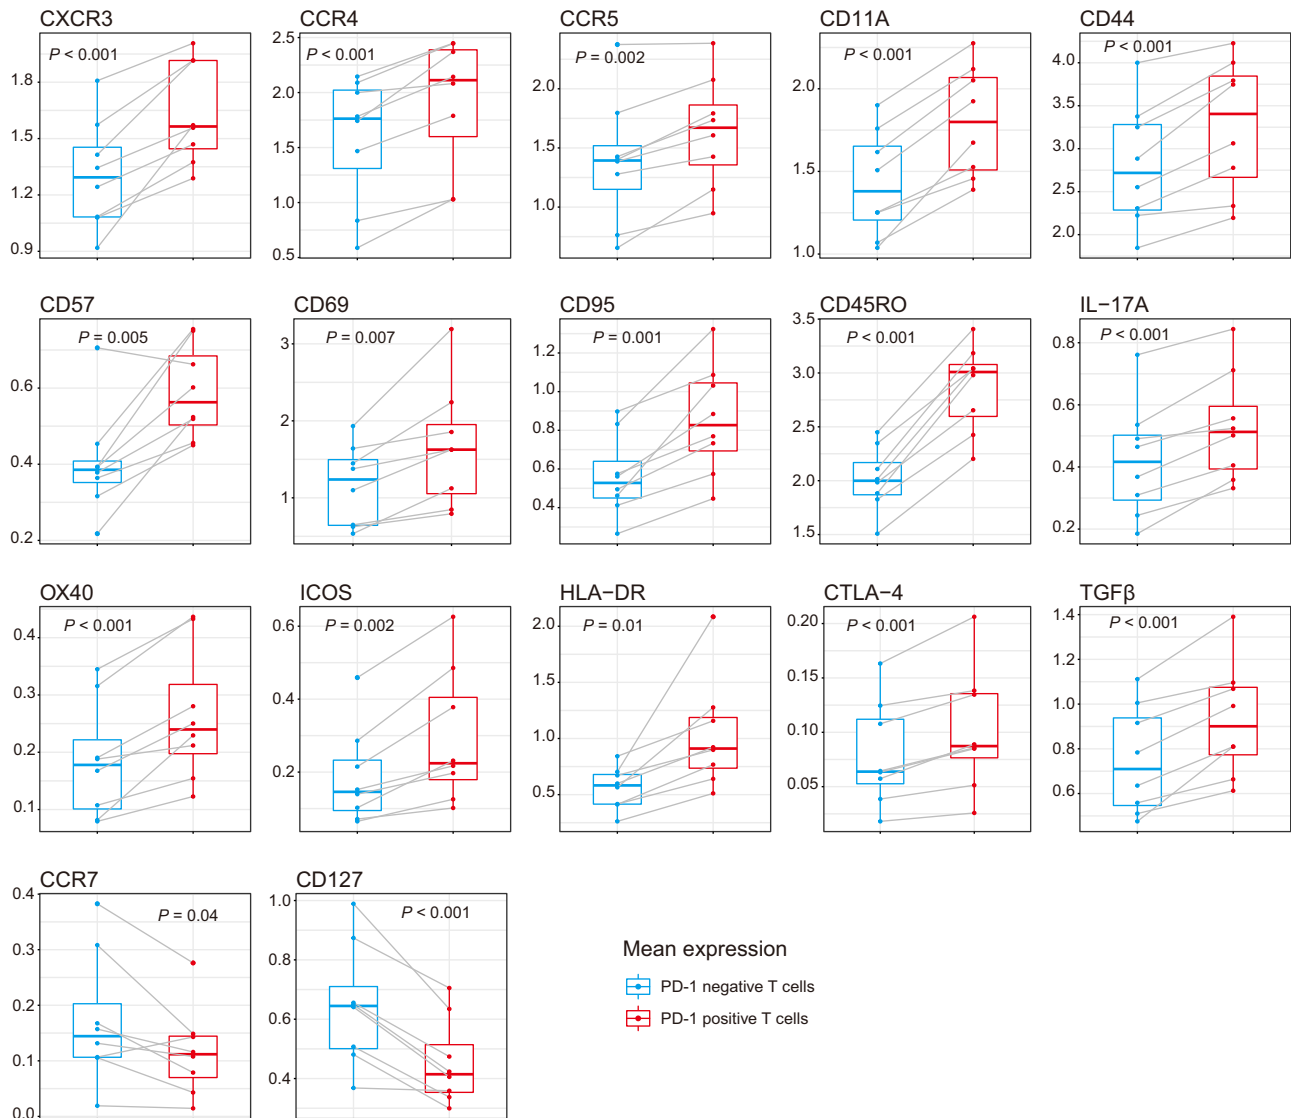 CXCR3
P < 0.001
1.8
1.5
1.2
0.9
CCR4
P < 0.001
2.5
2.0
1.5
1.0
0.5
CCR5
P = 0.002
2.0
1.5
1.0
CD11A
P < 0.001
2.0
1.5
1.0
CD44
P < 0.001
4.0
3.5
3.0
2.5
2.0
CD57
P = 0.005
0.6
0.4
0.2
CD69
P = 0.007
3
2
1
CD95
P = 0.001
1.2
1.0
0.8
0.6
0.4
CD45RO
P < 0.001
3.5
3.0
2.5
2.0
1.5
IL−17A
P < 0.001
0.8
0.6
0.4
0.2
OX40
P < 0.001
0.4
0.3
0.2
0.1
ICOS
P = 0.002
0.6
0.4
0.2
HLA−DR
P = 0.01
2.0
1.5
1.0
0.5
CTLA−4
P < 0.001
0.20
0.15
0.10
0.05
TGFβ
P < 0.001
1.4
1.2
1.0
0.8
0.6
CCR7
P = 0.04
0.4
0.3
0.2
0.1
0.0
CD127
P < 0.001
1.0
0.8
0.6
0.4
Mean expression
PD-1 negative T cells
PD-1 positive T cells